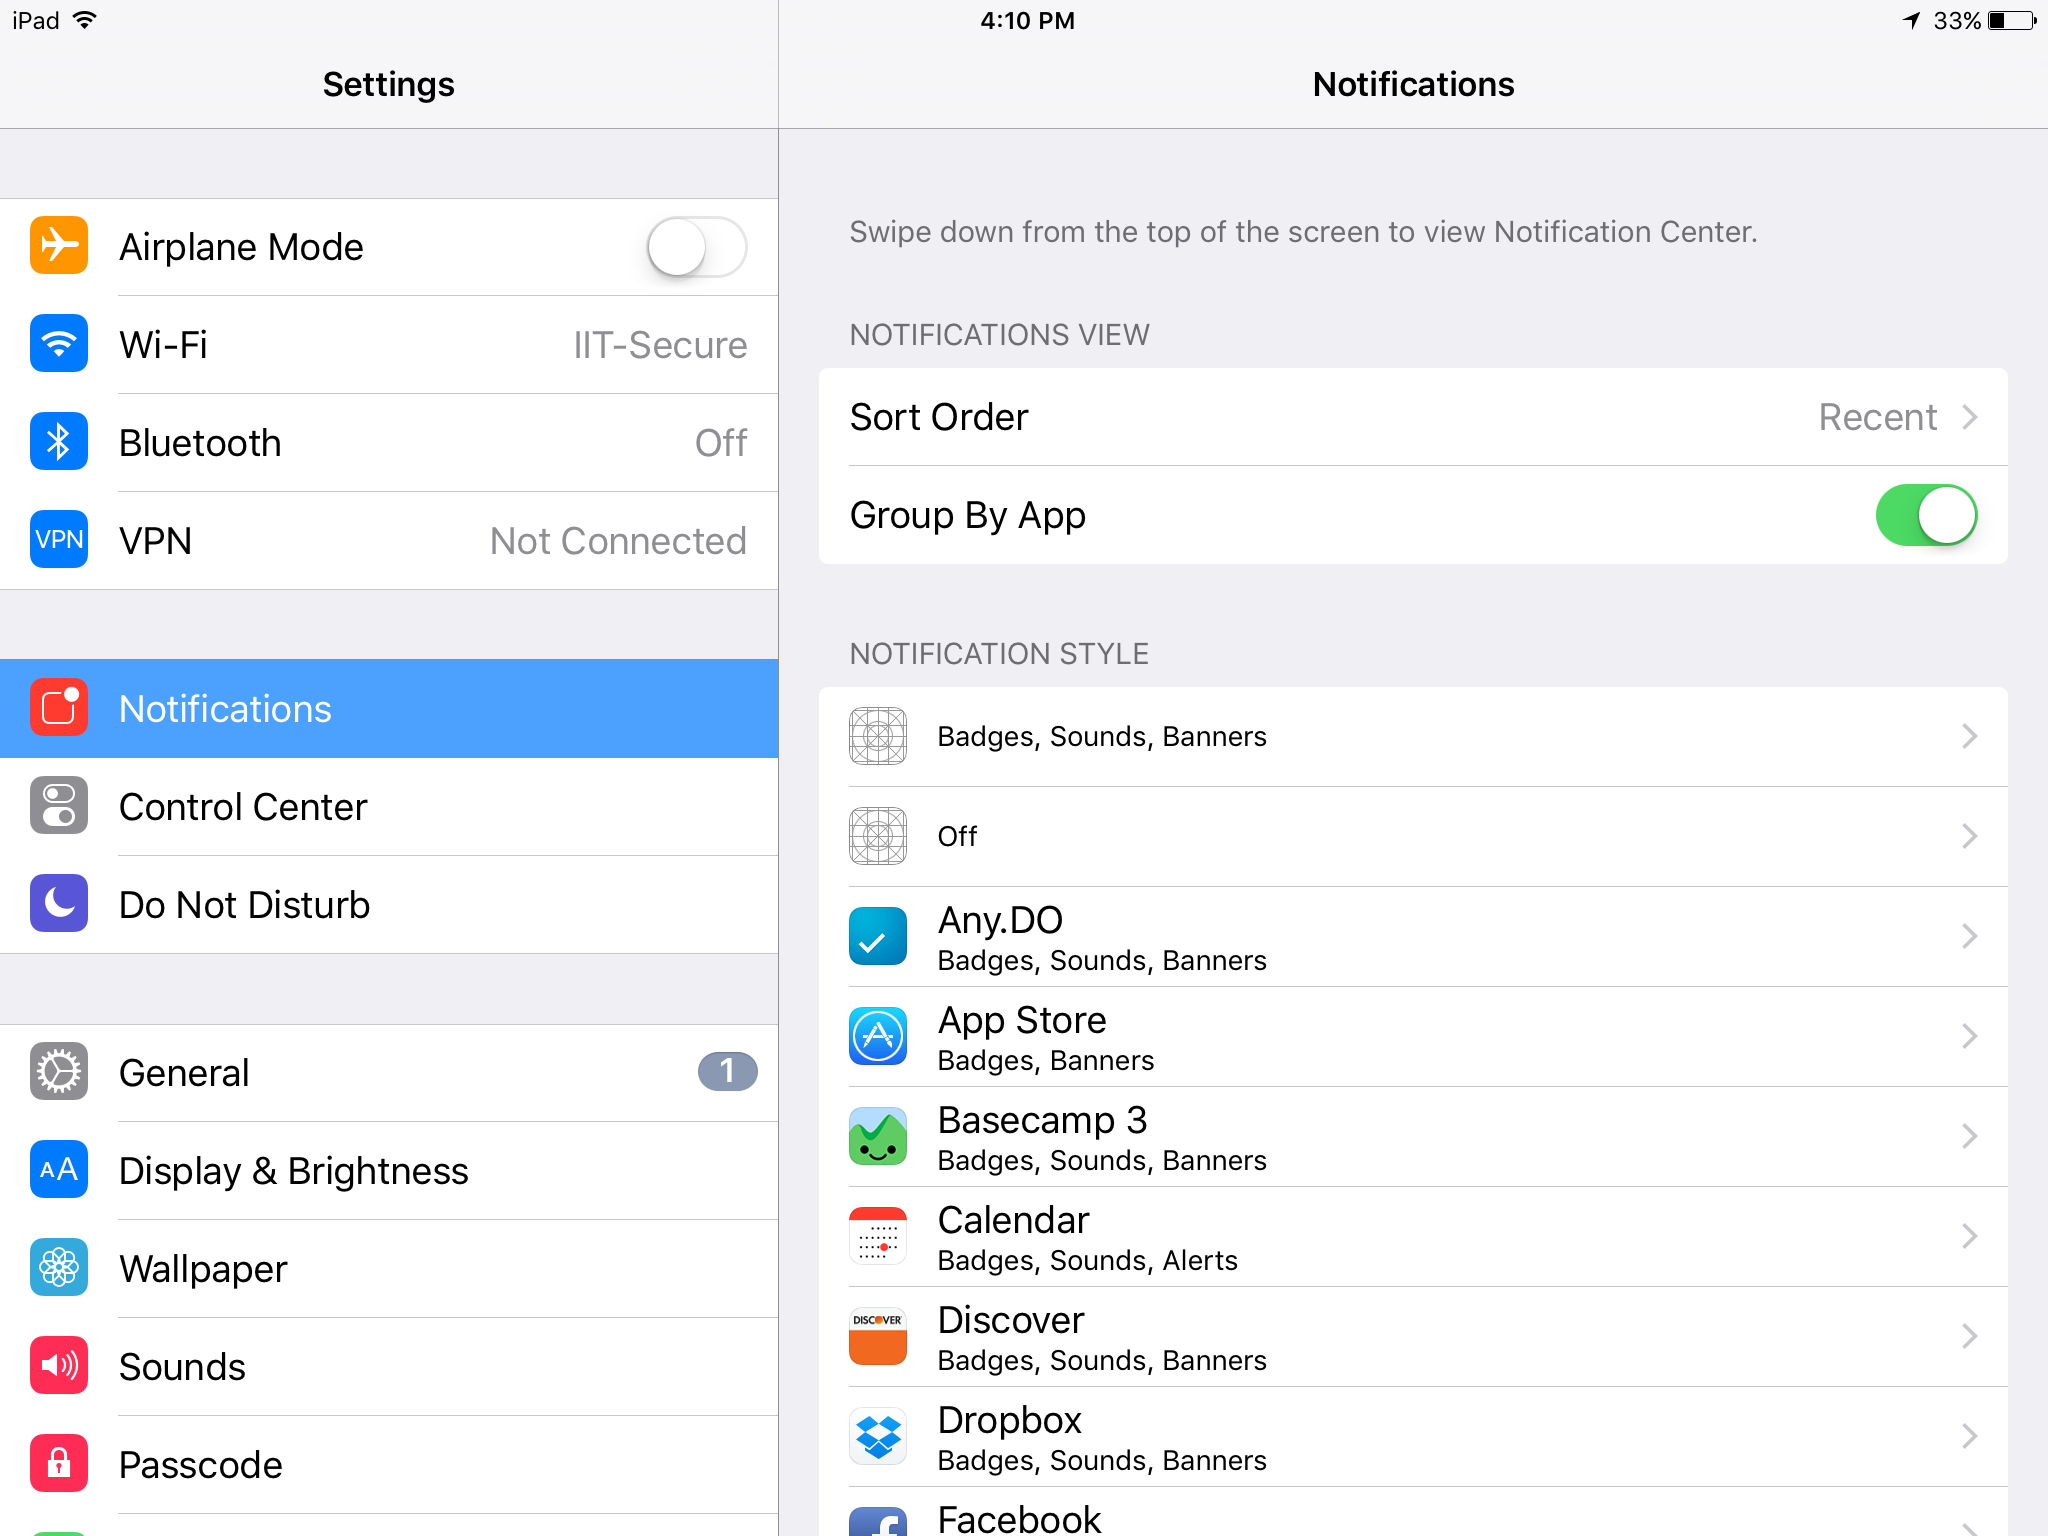 iPad
4:10 PM
33%
Settings
Notifications
Airplane Mode
Wi-Fi
IIT-Secure
Bluetooth
Off
VPN
VPN
Not Connected
Notifications
Control Center
Do Not Disturb
General
1
AA
Display & Brightness
Wallpaper
Sounds
Passcode
Swipe down from the top of the screen to view Notification Center.
NOTIFICATIONS VIEW
Sort Order
Recent
Group By App
NOTIFICATION STYLE
Badges, Sounds, Banners
Off
Any.DO
Badges, Sounds, Banners
App Store
Badges, Banners
Basecamp 3
Badges, Sounds, Banners
Calendar
Badges, Sounds, Alerts
DISCOVER
Discover
Badges, Sounds, Banners
Dropbox
Badges, Sounds, Banners
Facebook